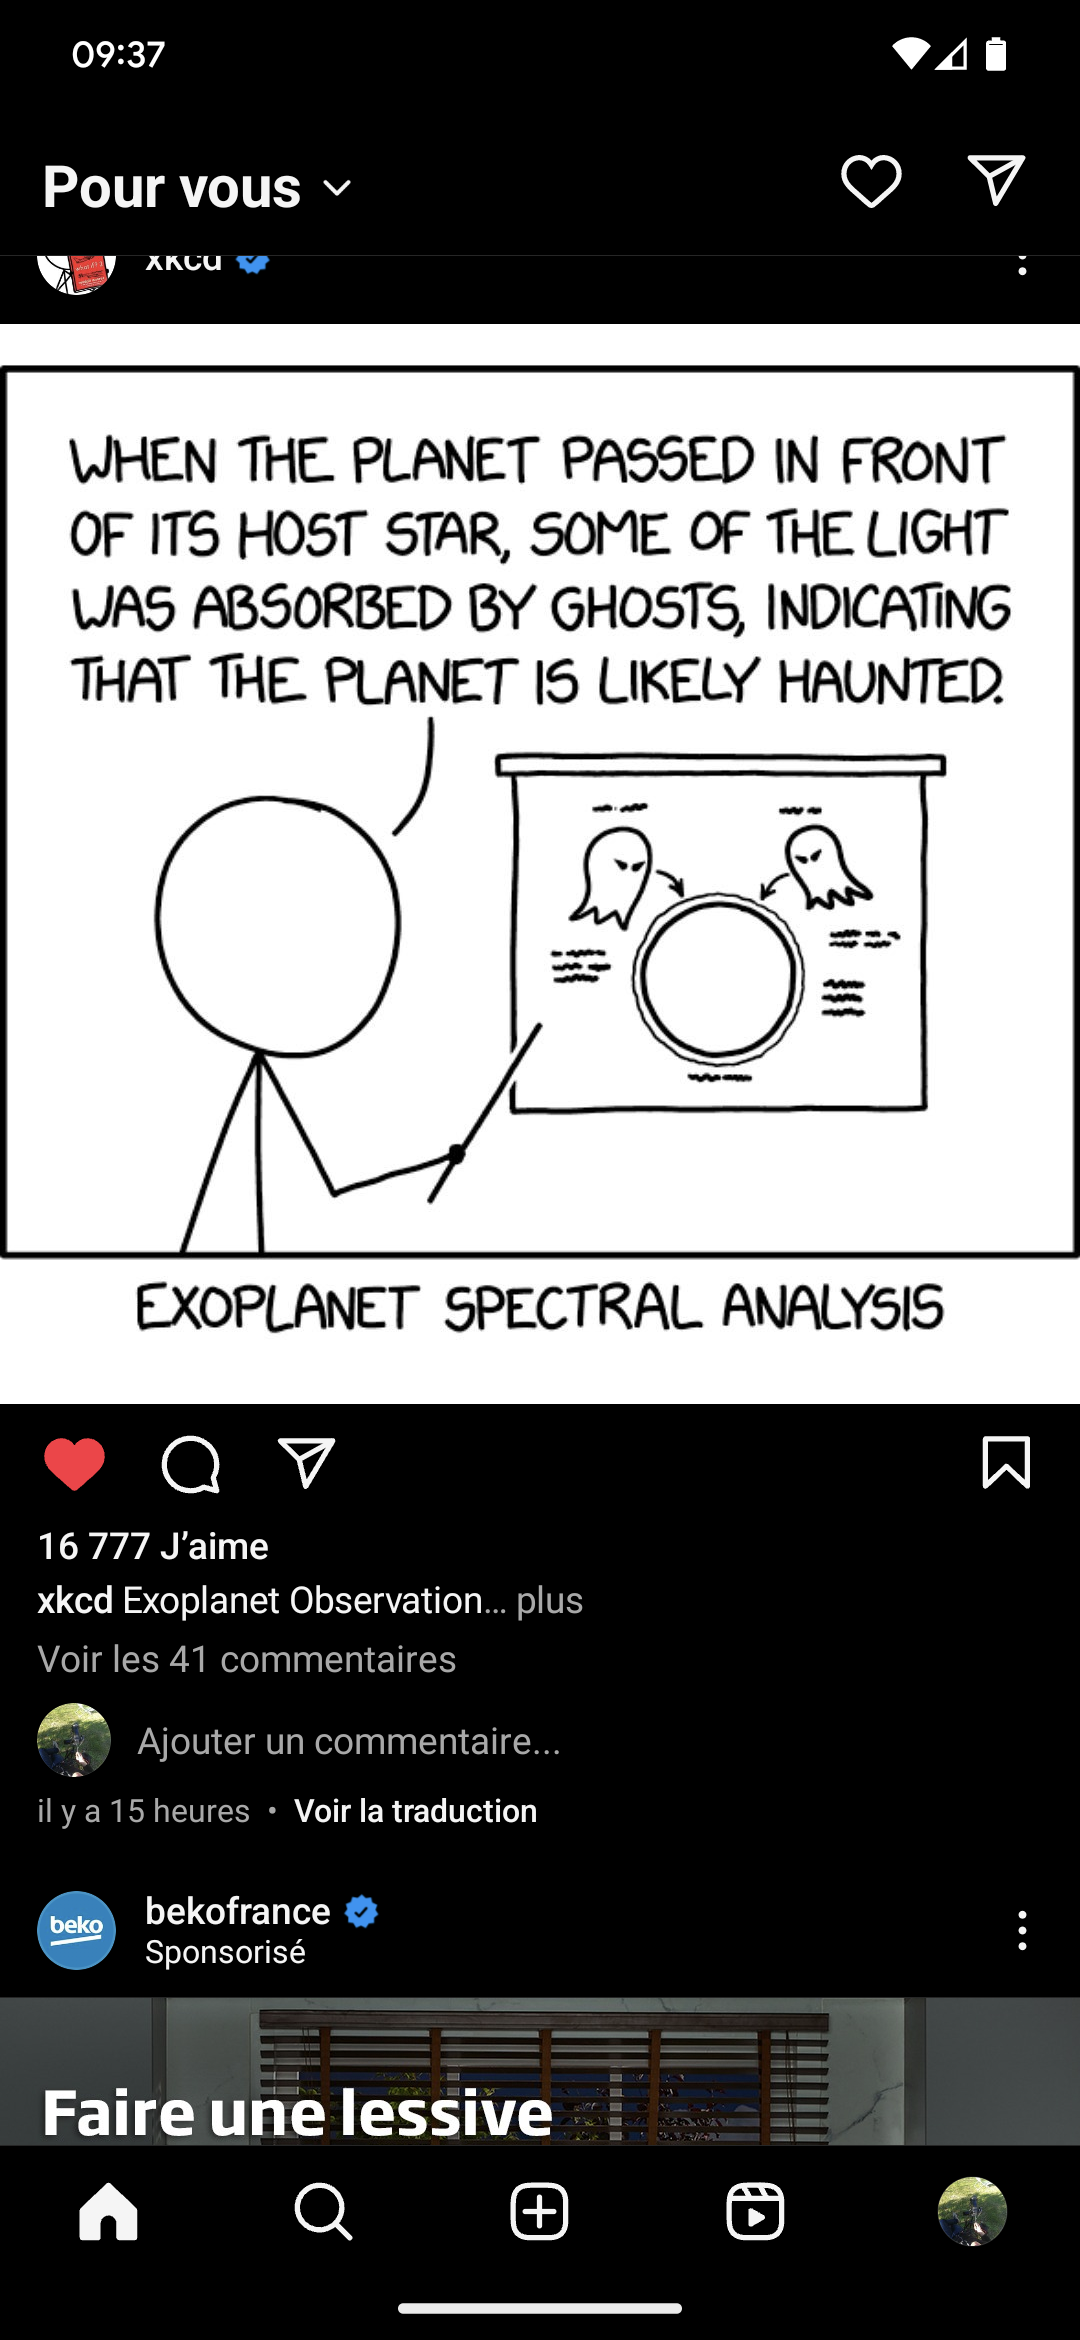 09:37
Pour vous
xkcd
WHEN THE PLANET PASSED IN FRONT
OF ITS HOST STAR, SOME OF THE LIGHT
WAS ABSORBED BY GHOSTS, INDICATING
THAT THE PLANET IS LIKELY HAUNTED.
EXOPLANET SPECTRAL ANALYSIS
16 777 J’aime
xkcd Exoplanet Observation... plus
Voir les 41 commentaires
Ajouter un commentaire...
il y a 15 heures • Voir la traduction
beko
bekofrance
Sponsorisé
Faire une lessive